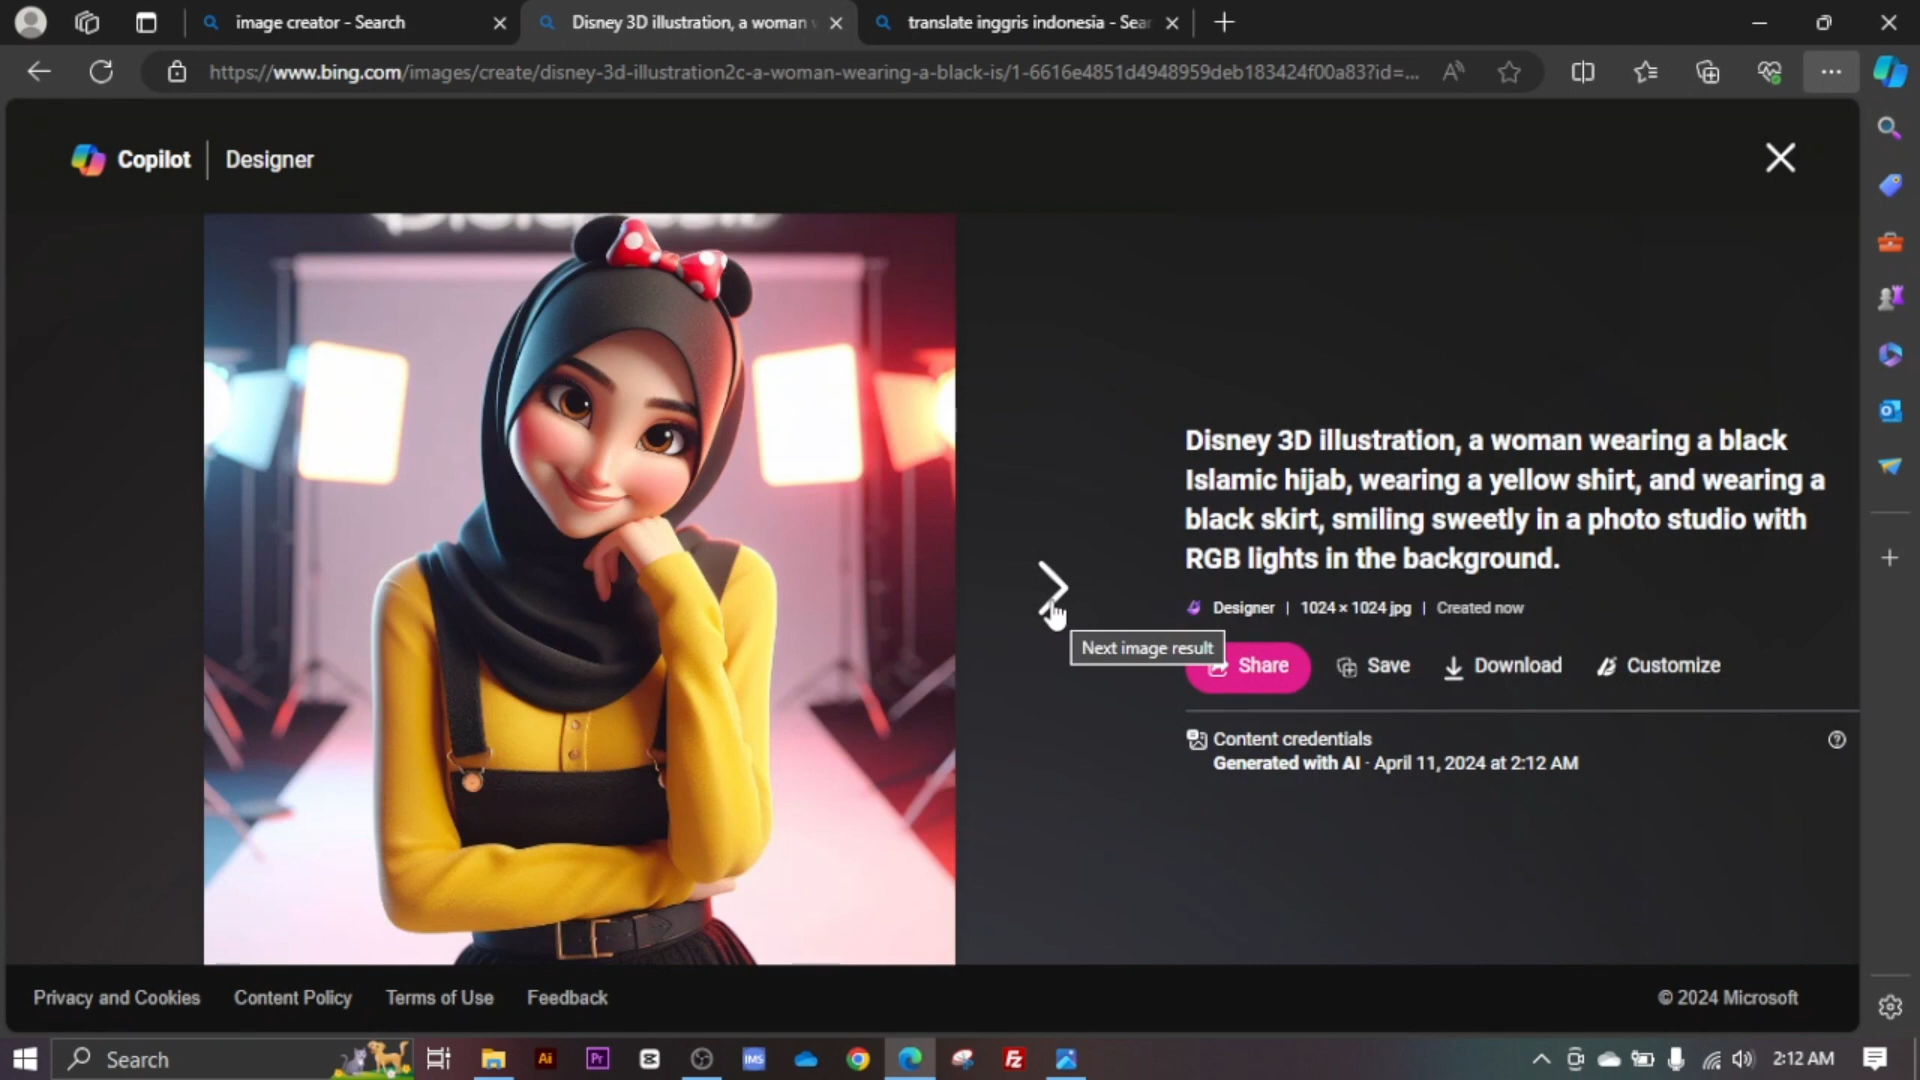 image creator - Search
Disney 3D illustration, a woman
translate inggris indonesia - Sear
https://www.bing.com/images/create/disney-3d-illustration2c-a-woman-wearing-a-black-is/1-6616e4851d4948959deb183424f00a83?id=...
Copilot | Designer
Disney 3D illustration, a woman wearing a black
Islamic hijab, wearing a yellow shirt, and wearing a
black skirt, smiling sweetly in a photo studio with
RGB lights in the background.
Designer | 1024 × 1024 jpg | Created now
Next image result
Share Save Download Customize
Content credentials
Generated with AI · April 11, 2024 at 2:12 AM
Privacy and Cookies Content Policy Terms of Use Feedback
© 2024 Microsoft
Search
Ai
Pr
IMS
FZ
2:12 AM